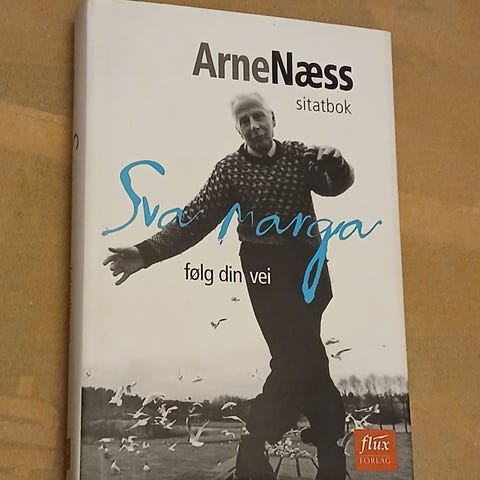 ArneNæss
sitatbok
Sva marga
følg din vei
flux
FORLAG